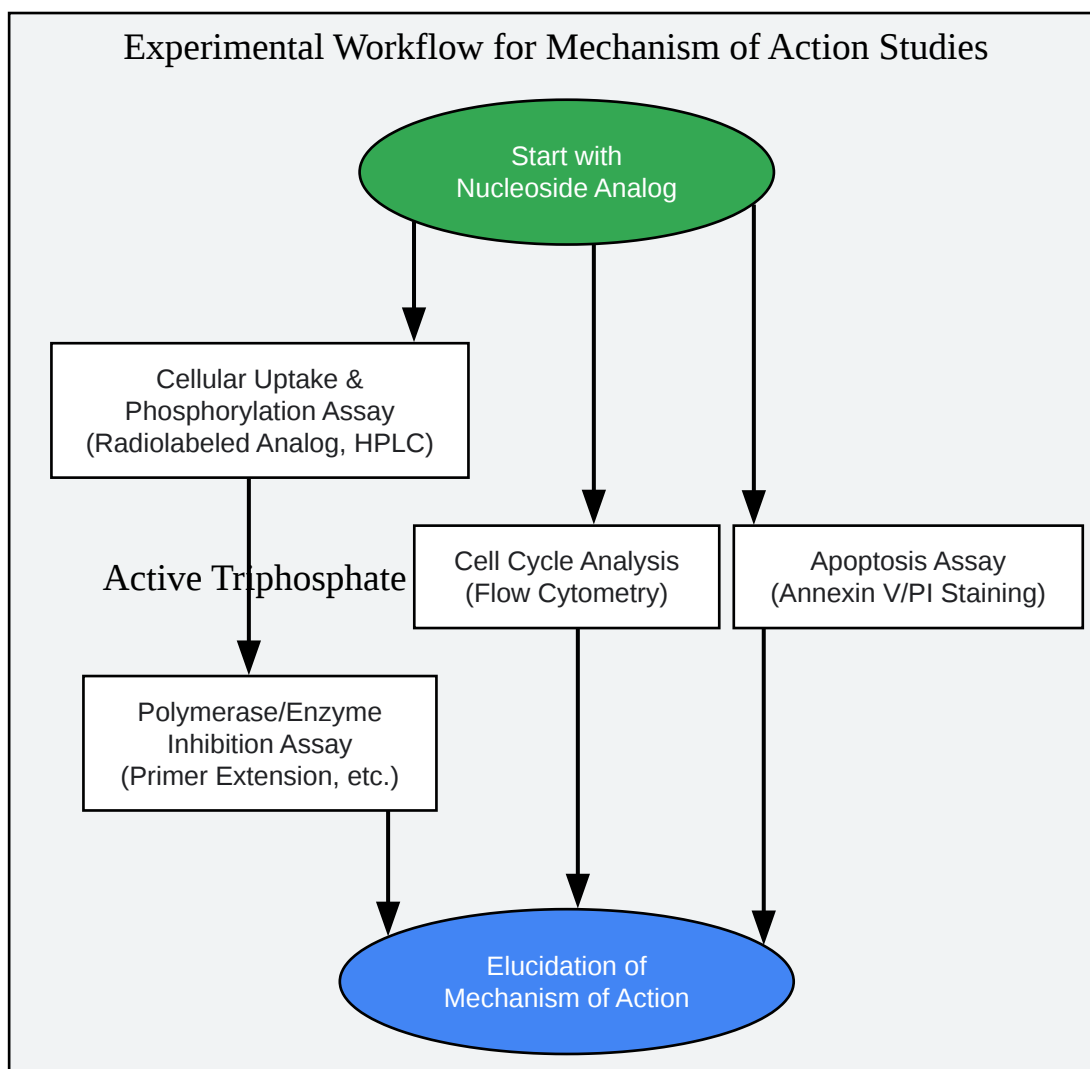 Experimental Workflow for Mechanism of Action Studies
Start with
Nucleoside Analog
Cellular Uptake &
Phosphorylation Assay
(Radiolabeled Analog, HPLC)
Active Triphosphate
Cell Cycle Analysis
(Flow Cytometry)
Apoptosis Assay
(Annexin V/PI Staining)
Polymerase/Enzyme
Inhibition Assay
(Primer Extension, etc.)
Elucidation of
Mechanism of Action